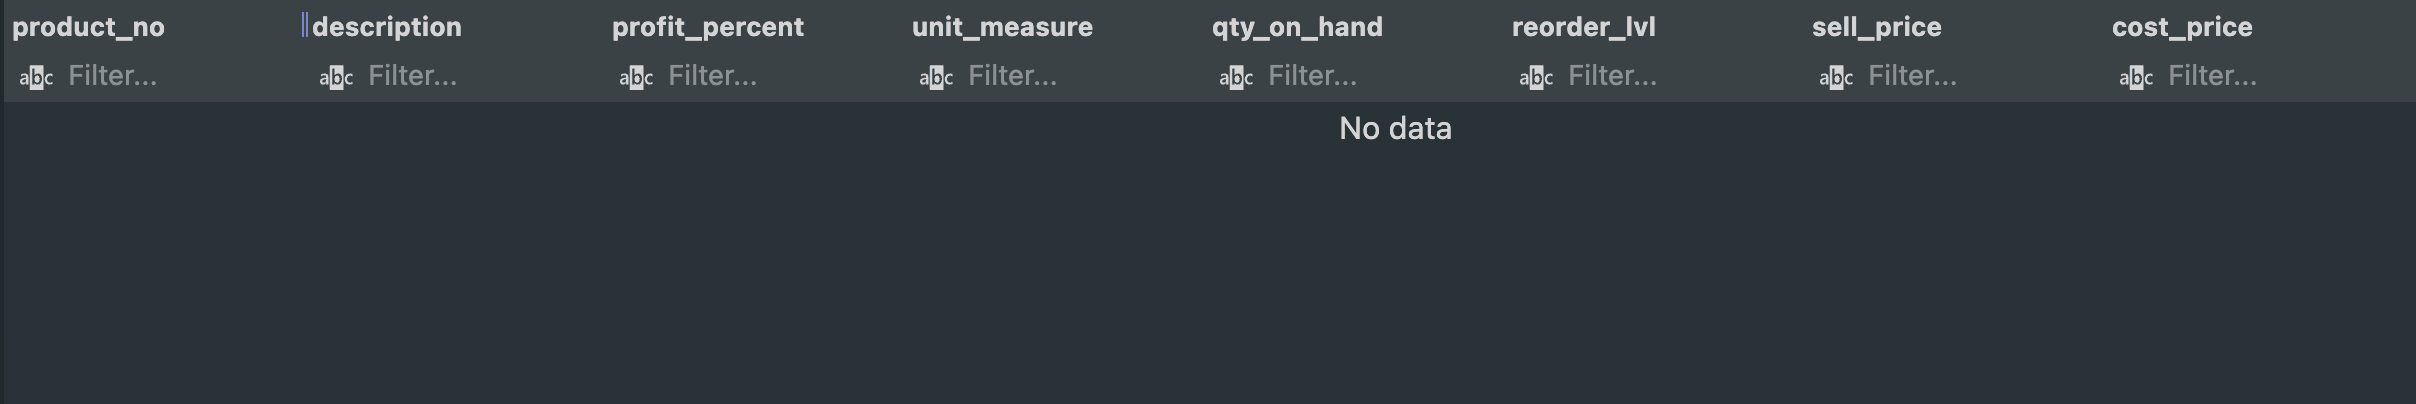 product_no description profit_percent unit_measure qty_on_hand reorder_lvl sell_price cost_price
abc Filter... abc Filter... abc Filter... abc Filter... abc Filter... abc Filter... abc Filter... abc Filter...
No data